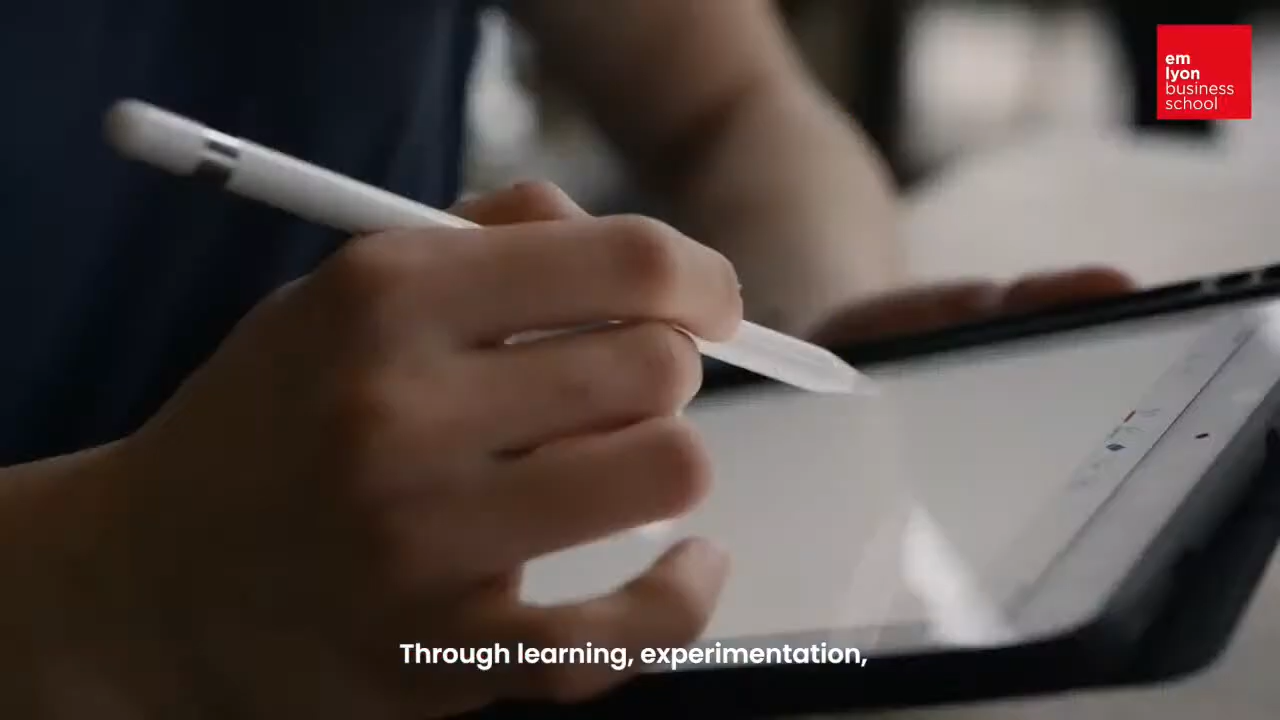 em
lyon
business
school
Through learning, experimentation,